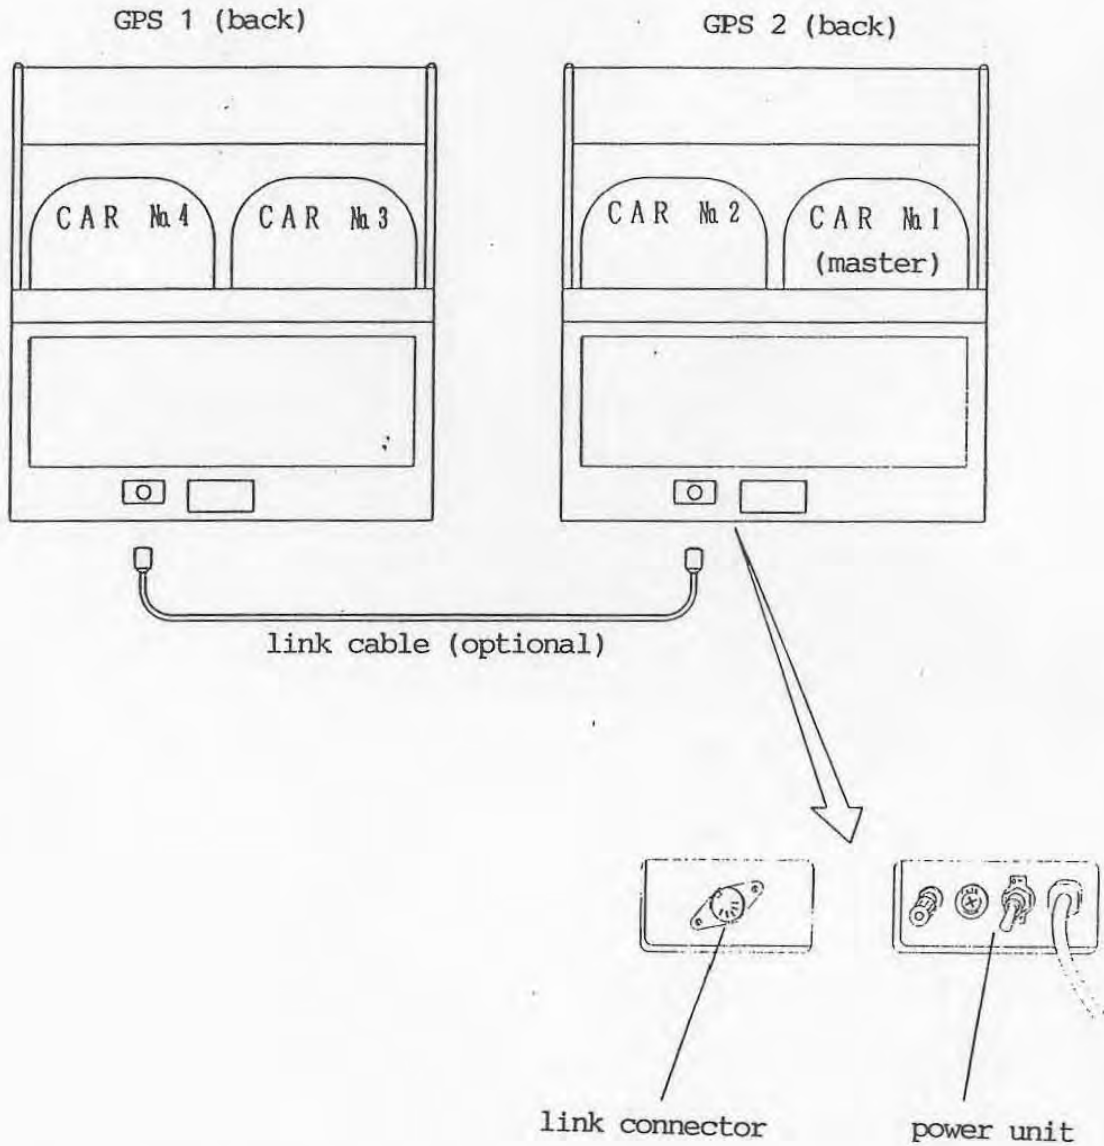 GPS 1 (back)
GPS 2 (back)
CAR № 4
CAR № 3
CAR № 2
CAR № 1
(master)
link cable (optional)
link connector
power unit